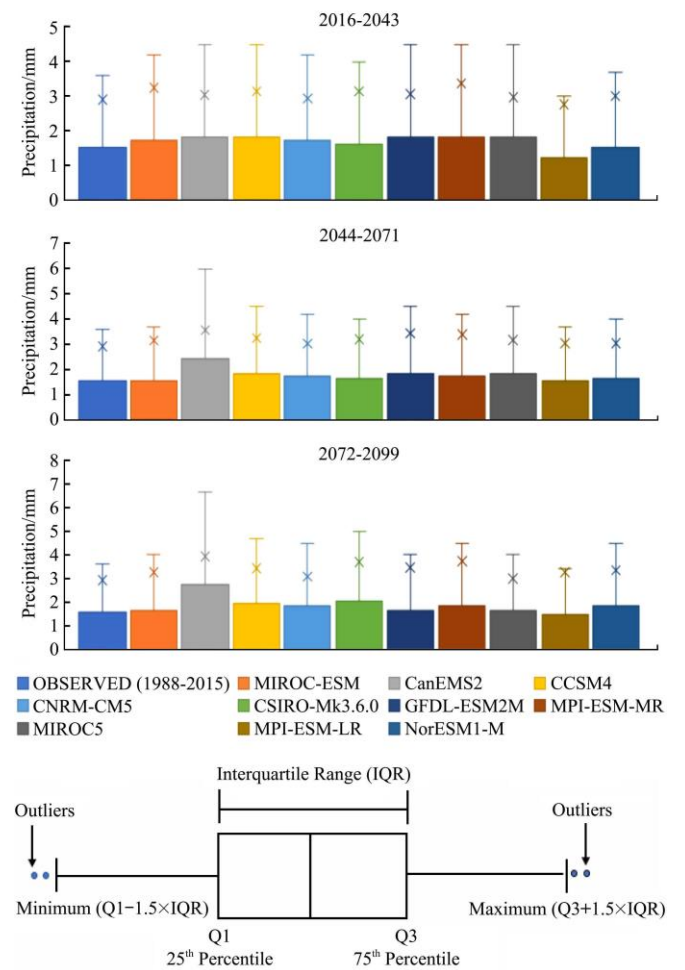 2016-2043
Precipitation/mm
5
4
3
2
1
0
2044-2071
Precipitation/mm
7
6
5
4
3
2
1
0
2072-2099
Precipitation/mm
8
7
6
5
4
3
2
1
0
OBSERVED (1988-2015) MIROC-ESM CanEMS2 CCSM4
CNRM-CM5 CSIRO-Mk3.6.0 GFDL-ESM2M MPI-ESM-MR
MIROC5 MPI-ESM-LR NorESM1-M
Interquartile Range (IQR)
Outliers Outliers
Minimum (Q1−1.5×IQR) Maximum (Q3+1.5×IQR)
Q1 Q3
25th Percentile 75th Percentile